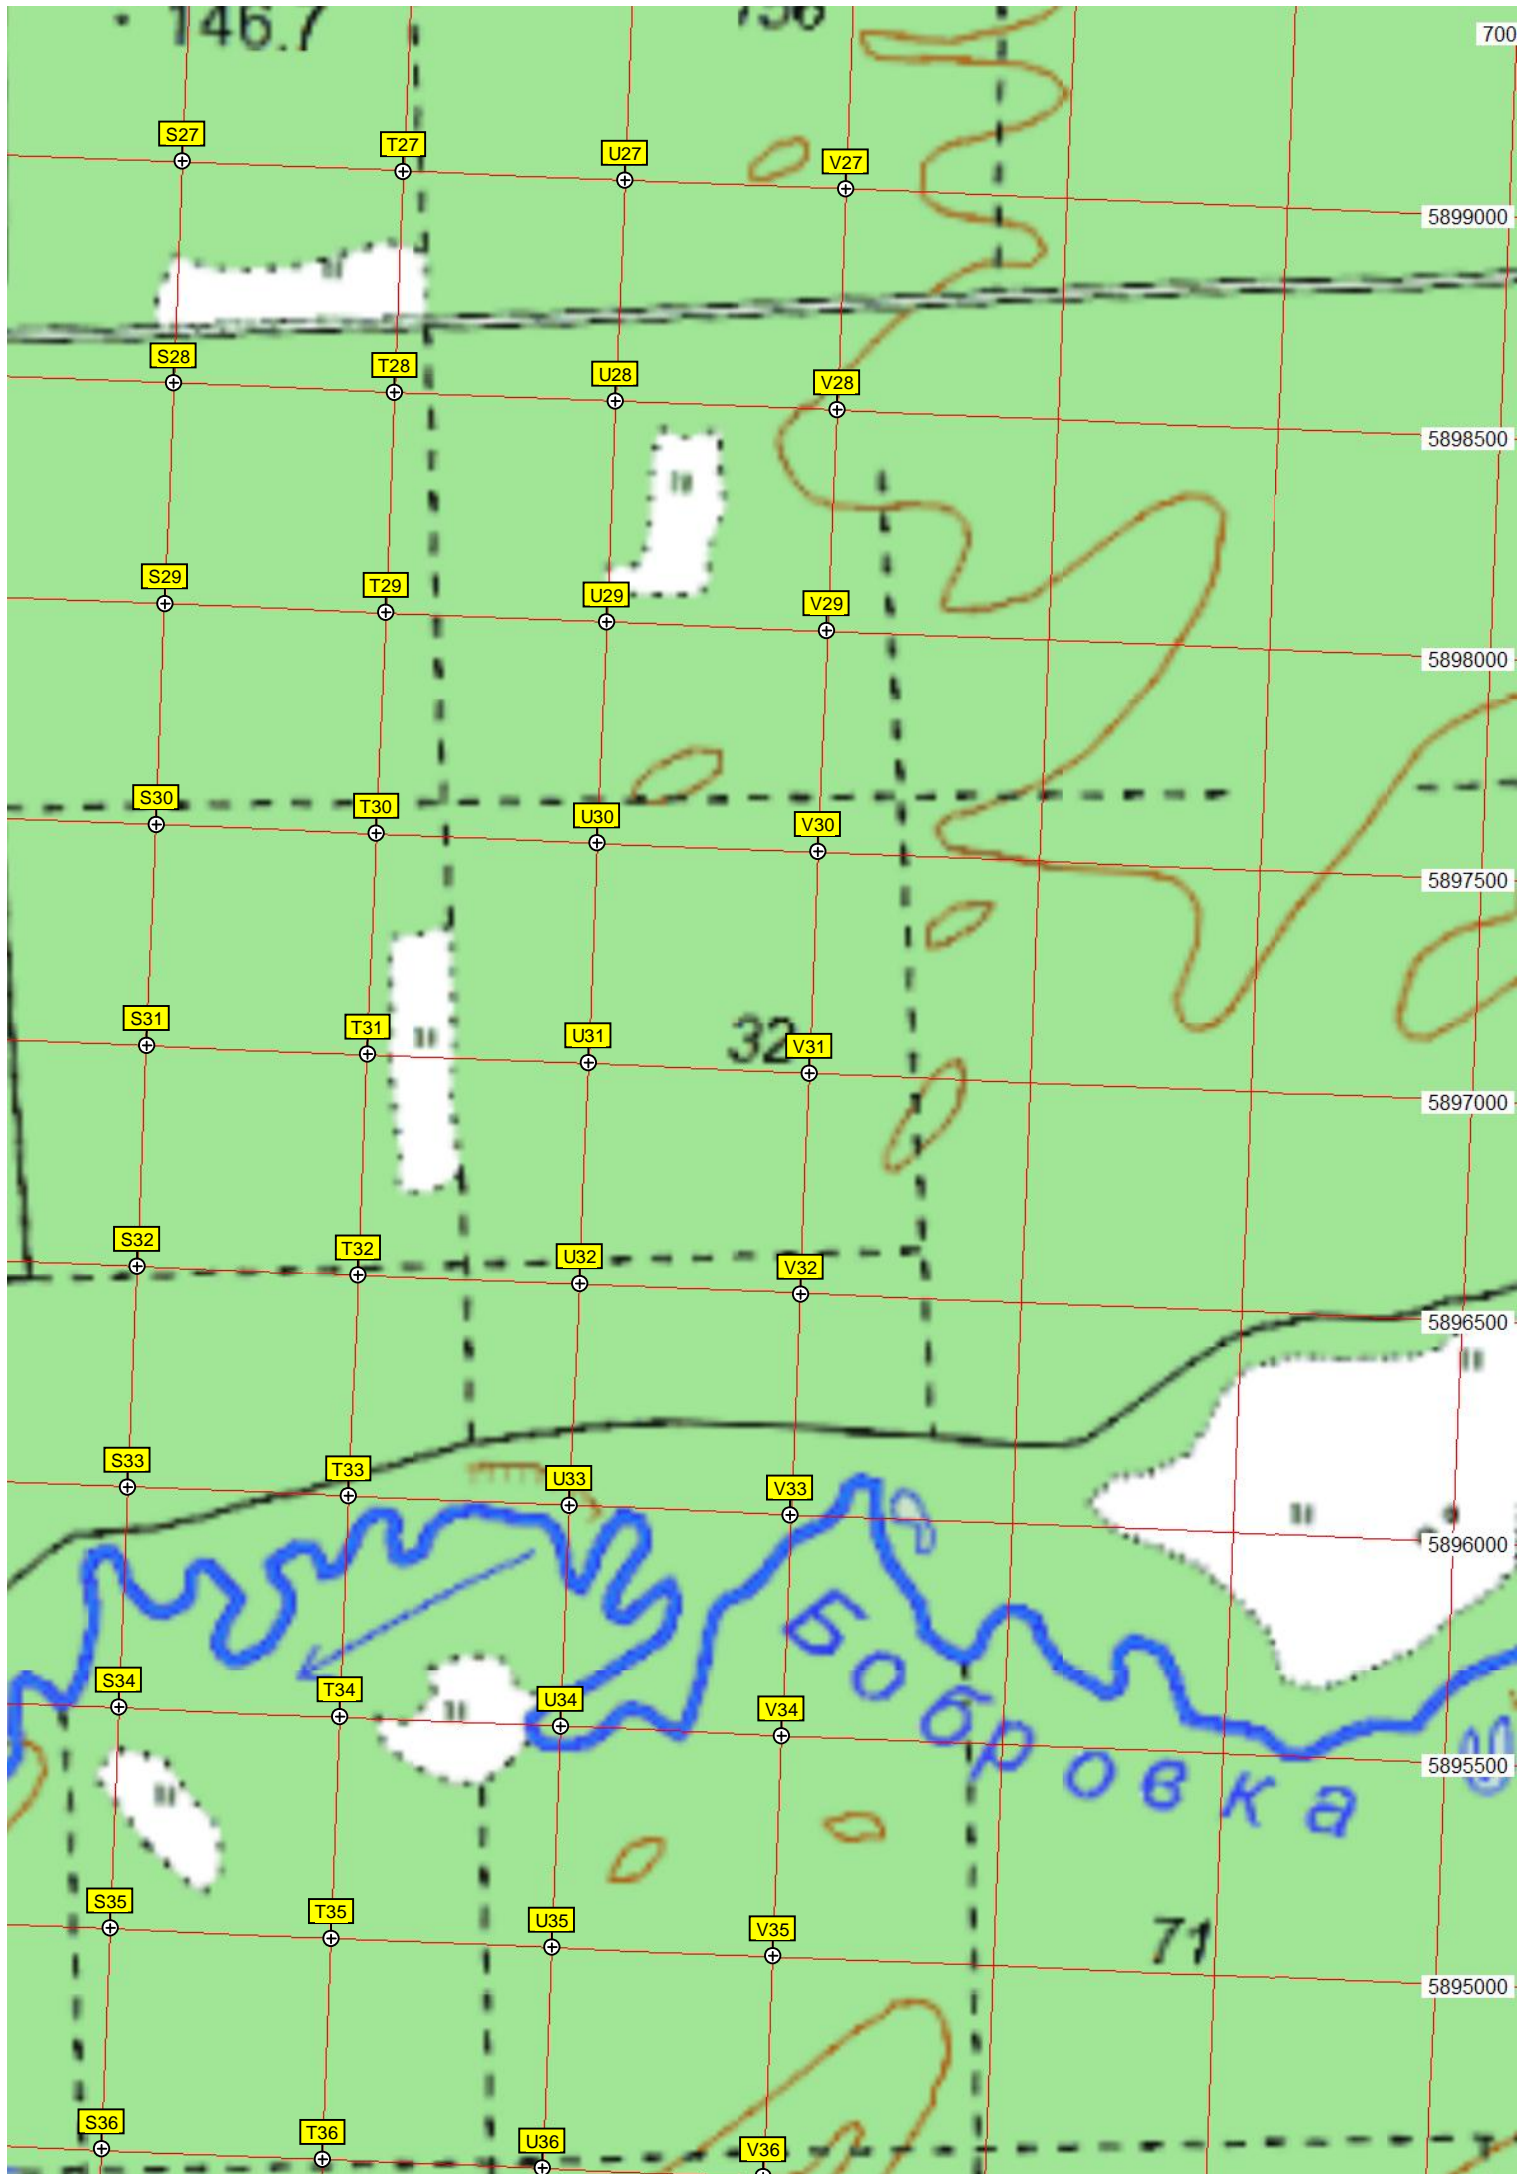 146.7
700
S27 T27 U27 V27
5899000
S28 T28 U28 V28
5898500
S29 T29 U29 V29
5898000
S30 T30 U30 V30
5897500
S31 T31 U31 32 V31
5897000
S32 T32 U32 V32
5896500
S33 T33 U33 V33
5896000
Бобровка
S34 T34 U34 V34
5895500
S35 T35 U35 V35
71
5895000
S36 T36 U36 V36